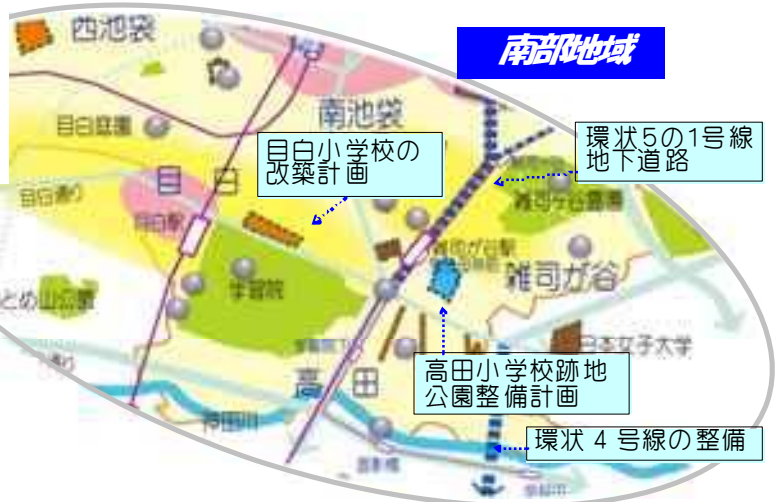 南部地域
西池袋
南池袋
目白庭園
目白小学校の
改築計画
環状5の1号線
地下道路
目白
目白通り
目白駅
雑司ケ谷霊園
雑司が谷駅
雑司が谷
学習院
とめ山公園
日本女子大学
高田小学校跡地
公園整備計画
高田
神田川
環状4号線の整備